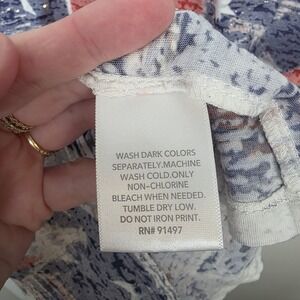 WASH DARK COLORS
SEPARATELY.MACHINE
WASH COLD.ONLY
NON-CHLORINE
BLEACH WHEN NEEDED.
TUMBLE DRY LOW.
DO NOT IRON PRINT.
RN# 91497